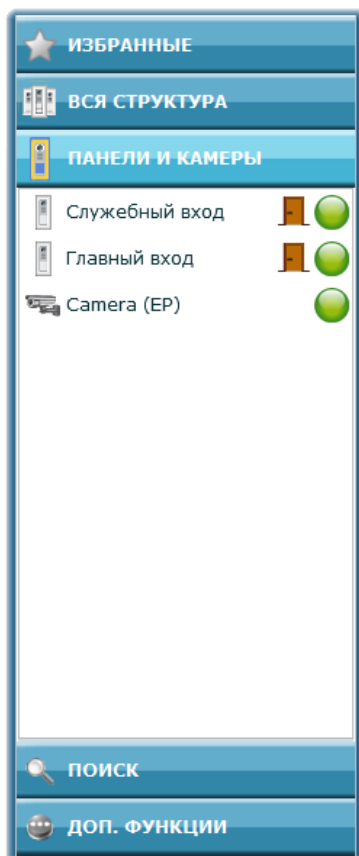 ИЗБРАННЫЕ
ВСЯ СТРУКТУРА
ПАНЕЛИ И КАМЕРЫ
Служебный вход
Главный вход
Camera (EP)
ПОИСК
ДОП. ФУНКЦИИ